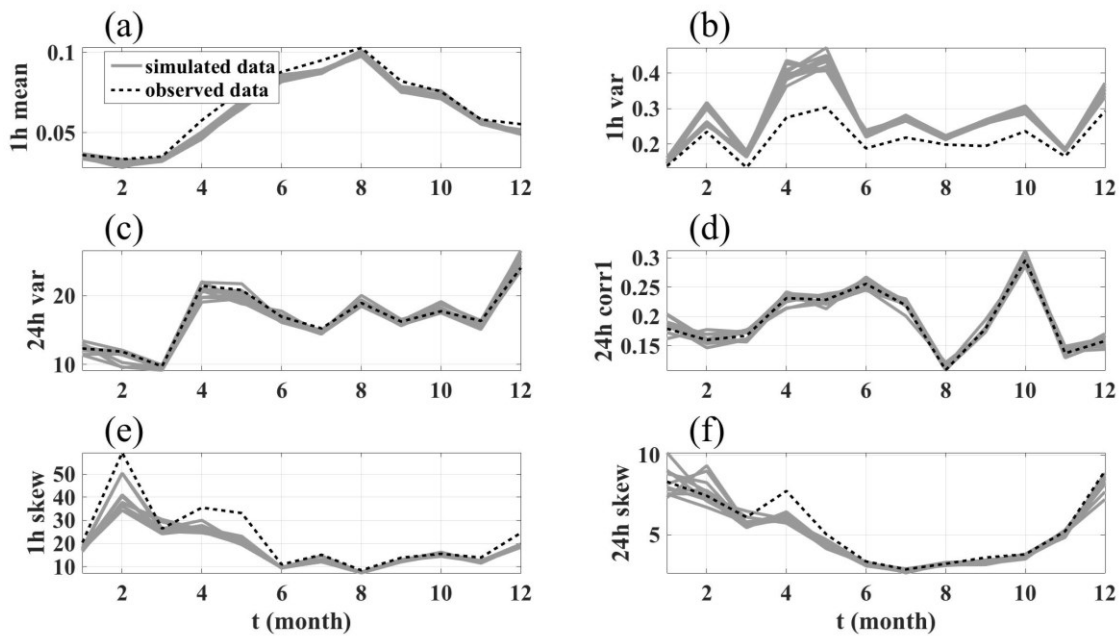 (a)
0.1
0.05
1h mean
simulated data
observed data
2 4 6 8 10 12
(b)
0.4
0.3
0.2
1h var
2 4 6 8 10 12
(c)
20
10
24h var
2 4 6 8 10 12
(d)
0.3
0.25
0.2
0.15
24h corr1
2 4 6 8 10 12
(e)
50
40
30
20
10
1h skew
2 4 6 8 10 12
t (month)
(f)
10
5
24h skew
2 4 6 8 10 12
t (month)